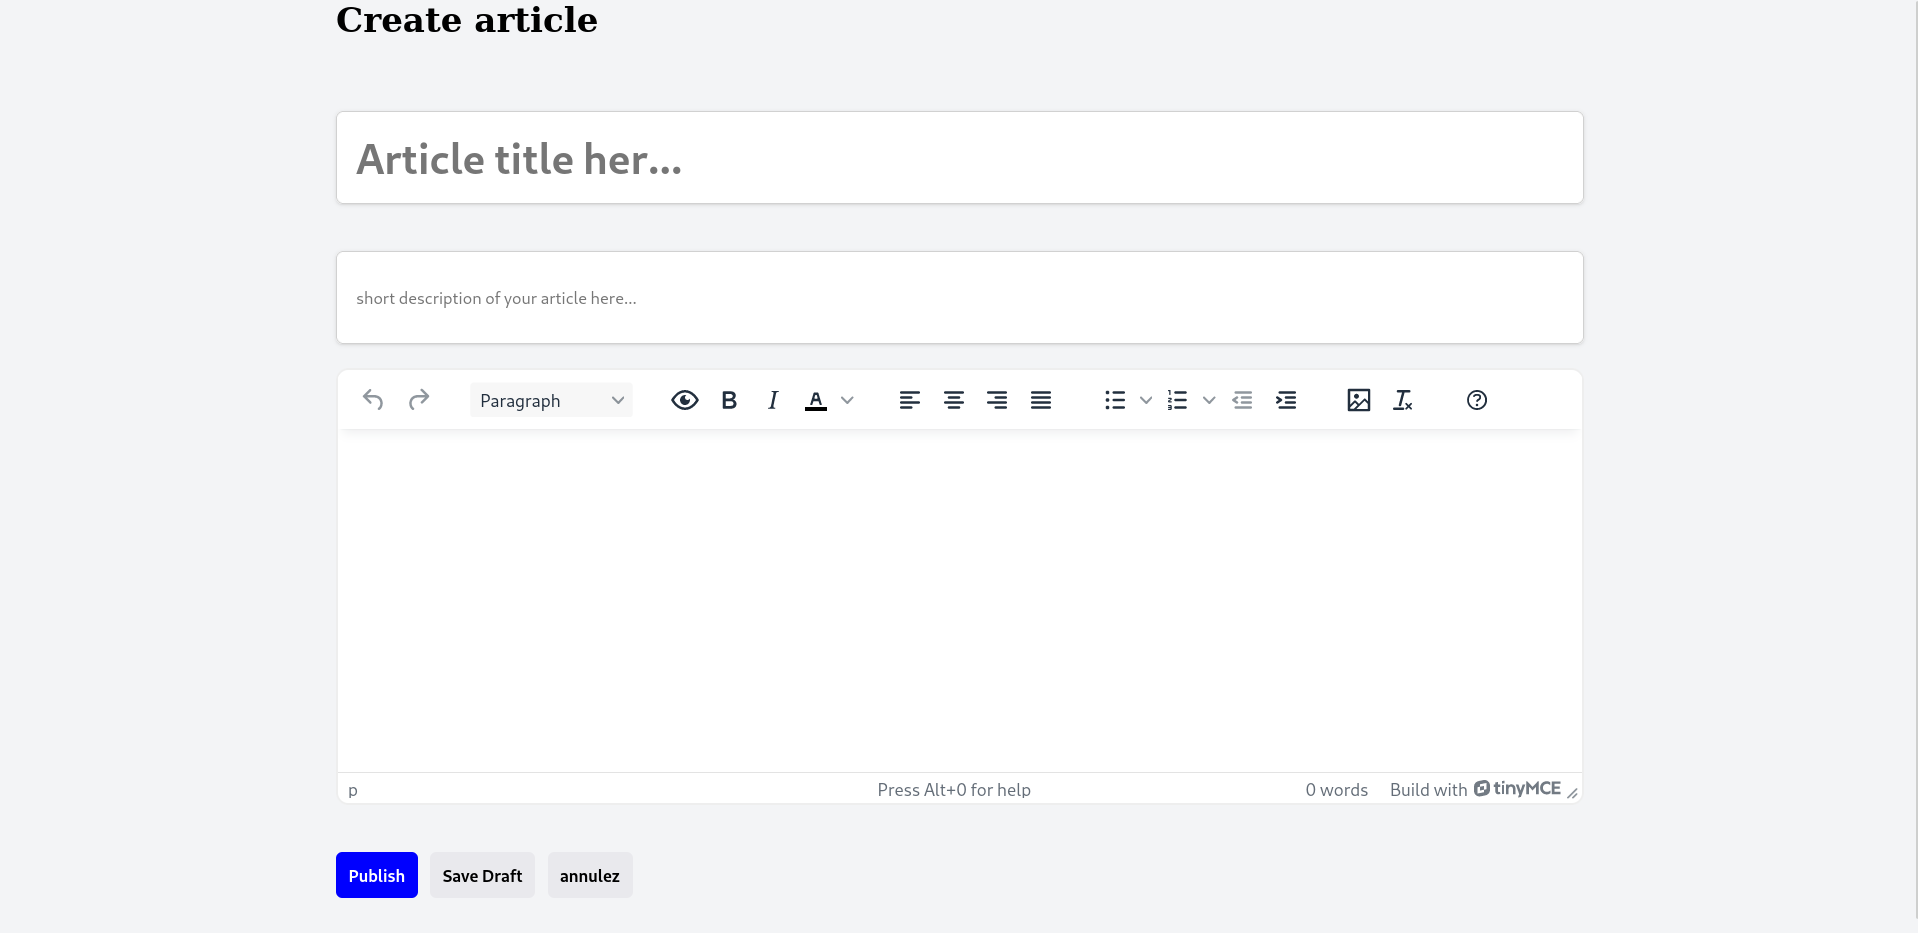 Create article
Article title her...
short description of your article here...
Paragraph
p Press Alt+0 for help 0 words Build with tinyMCE
Publish Save Draft annulez